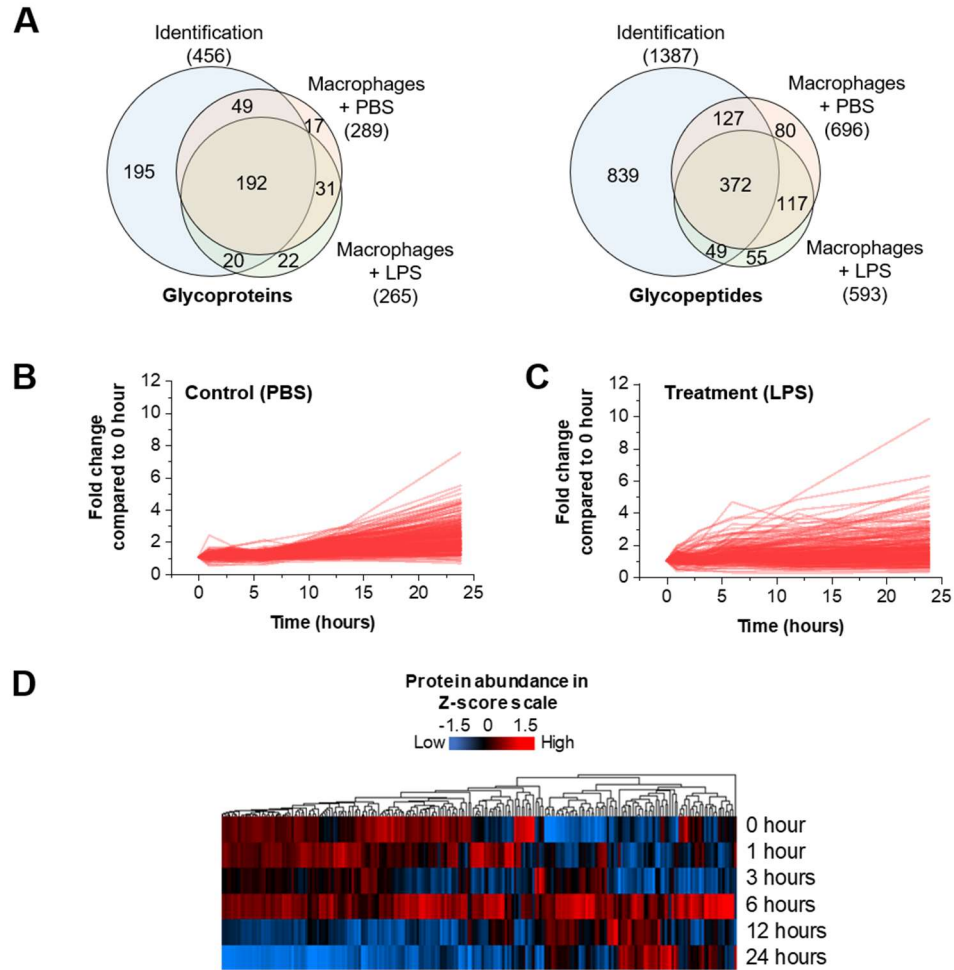 A
Identification
(456)
Macrophages
+ PBS
(289)
49
17
195
192
31
20
22
Macrophages
+ LPS
(265)
Glycoproteins
Identification
(1387)
Macrophages
+ PBS
(696)
127
80
839
372
117
49
55
Macrophages
+ LPS
(593)
Glycopeptides
B
Control (PBS)
Fold change
compared to 0 hour
12
10
8
6
4
2
0
0 5 10 15 20 25
Time (hours)
C
Treatment (LPS)
Fold change
compared to 0 hour
12
10
8
6
4
2
0
0 5 10 15 20 25
Time (hours)
D
Protein abundance in
Z-score scale
-1.5 0 1.5
Low High
0 hour
1 hour
3 hours
6 hours
12 hours
24 hours